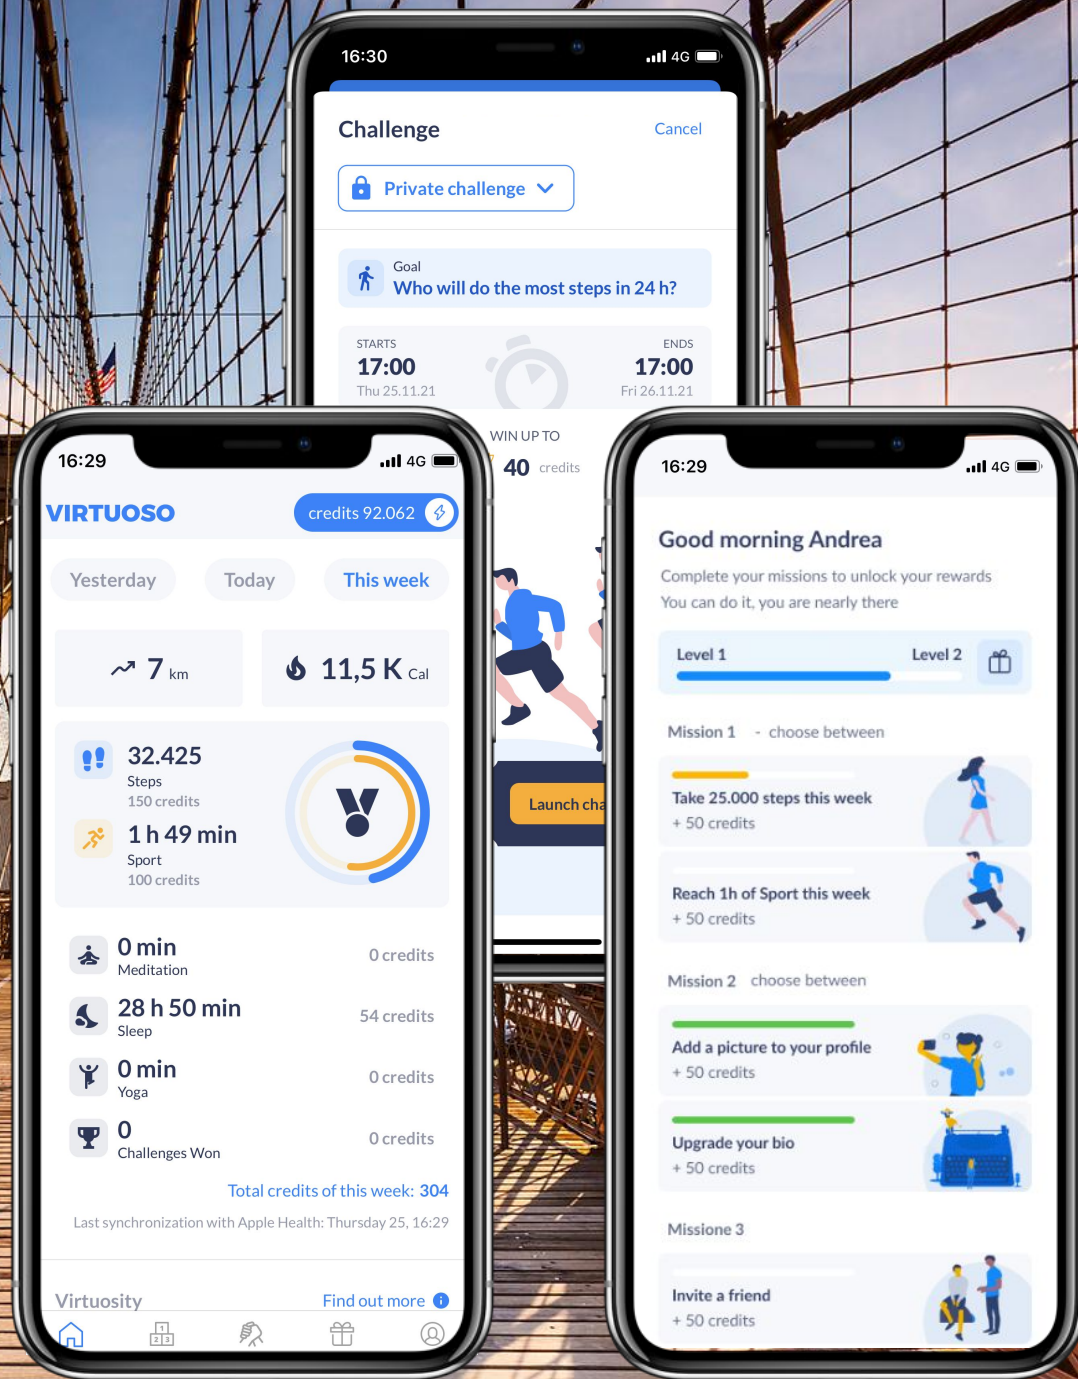 16:30
4G
Challenge
Cancel
Private challenge
Goal
Who will do the most steps in 24 h?
STARTS
ENDS
17:00
17:00
Thu 25.11.21
Fri 26.11.21
WIN UP TO
40 credits
Launch cha
16:29
4G
VIRTUOSO
credits 92.062
Yesterday
Today
This week
7 km
11,5 K Cal
32.425
Steps
150 credits
1 h 49 min
Sport
100 credits
0 min
Meditation
0 credits
28 h 50 min
Sleep
54 credits
0 min
Yoga
0 credits
0
Challenges Won
0 credits
Total credits of this week: 304
Last synchronization with Apple Health: Thursday 25, 16:29
Virtuosity
Find out more
1
2 3
16:29
4G
Good morning Andrea
Complete your missions to unlock your rewards
You can do it, you are nearly there
Level 1
Level 2
Mission 1 - choose between
Take 25.000 steps this week
+ 50 credits
Reach 1h of Sport this week
+ 50 credits
Mission 2 choose between
Add a picture to your profile
+ 50 credits
Upgrade your bio
+ 50 credits
Missione 3
Invite a friend
+ 50 credits